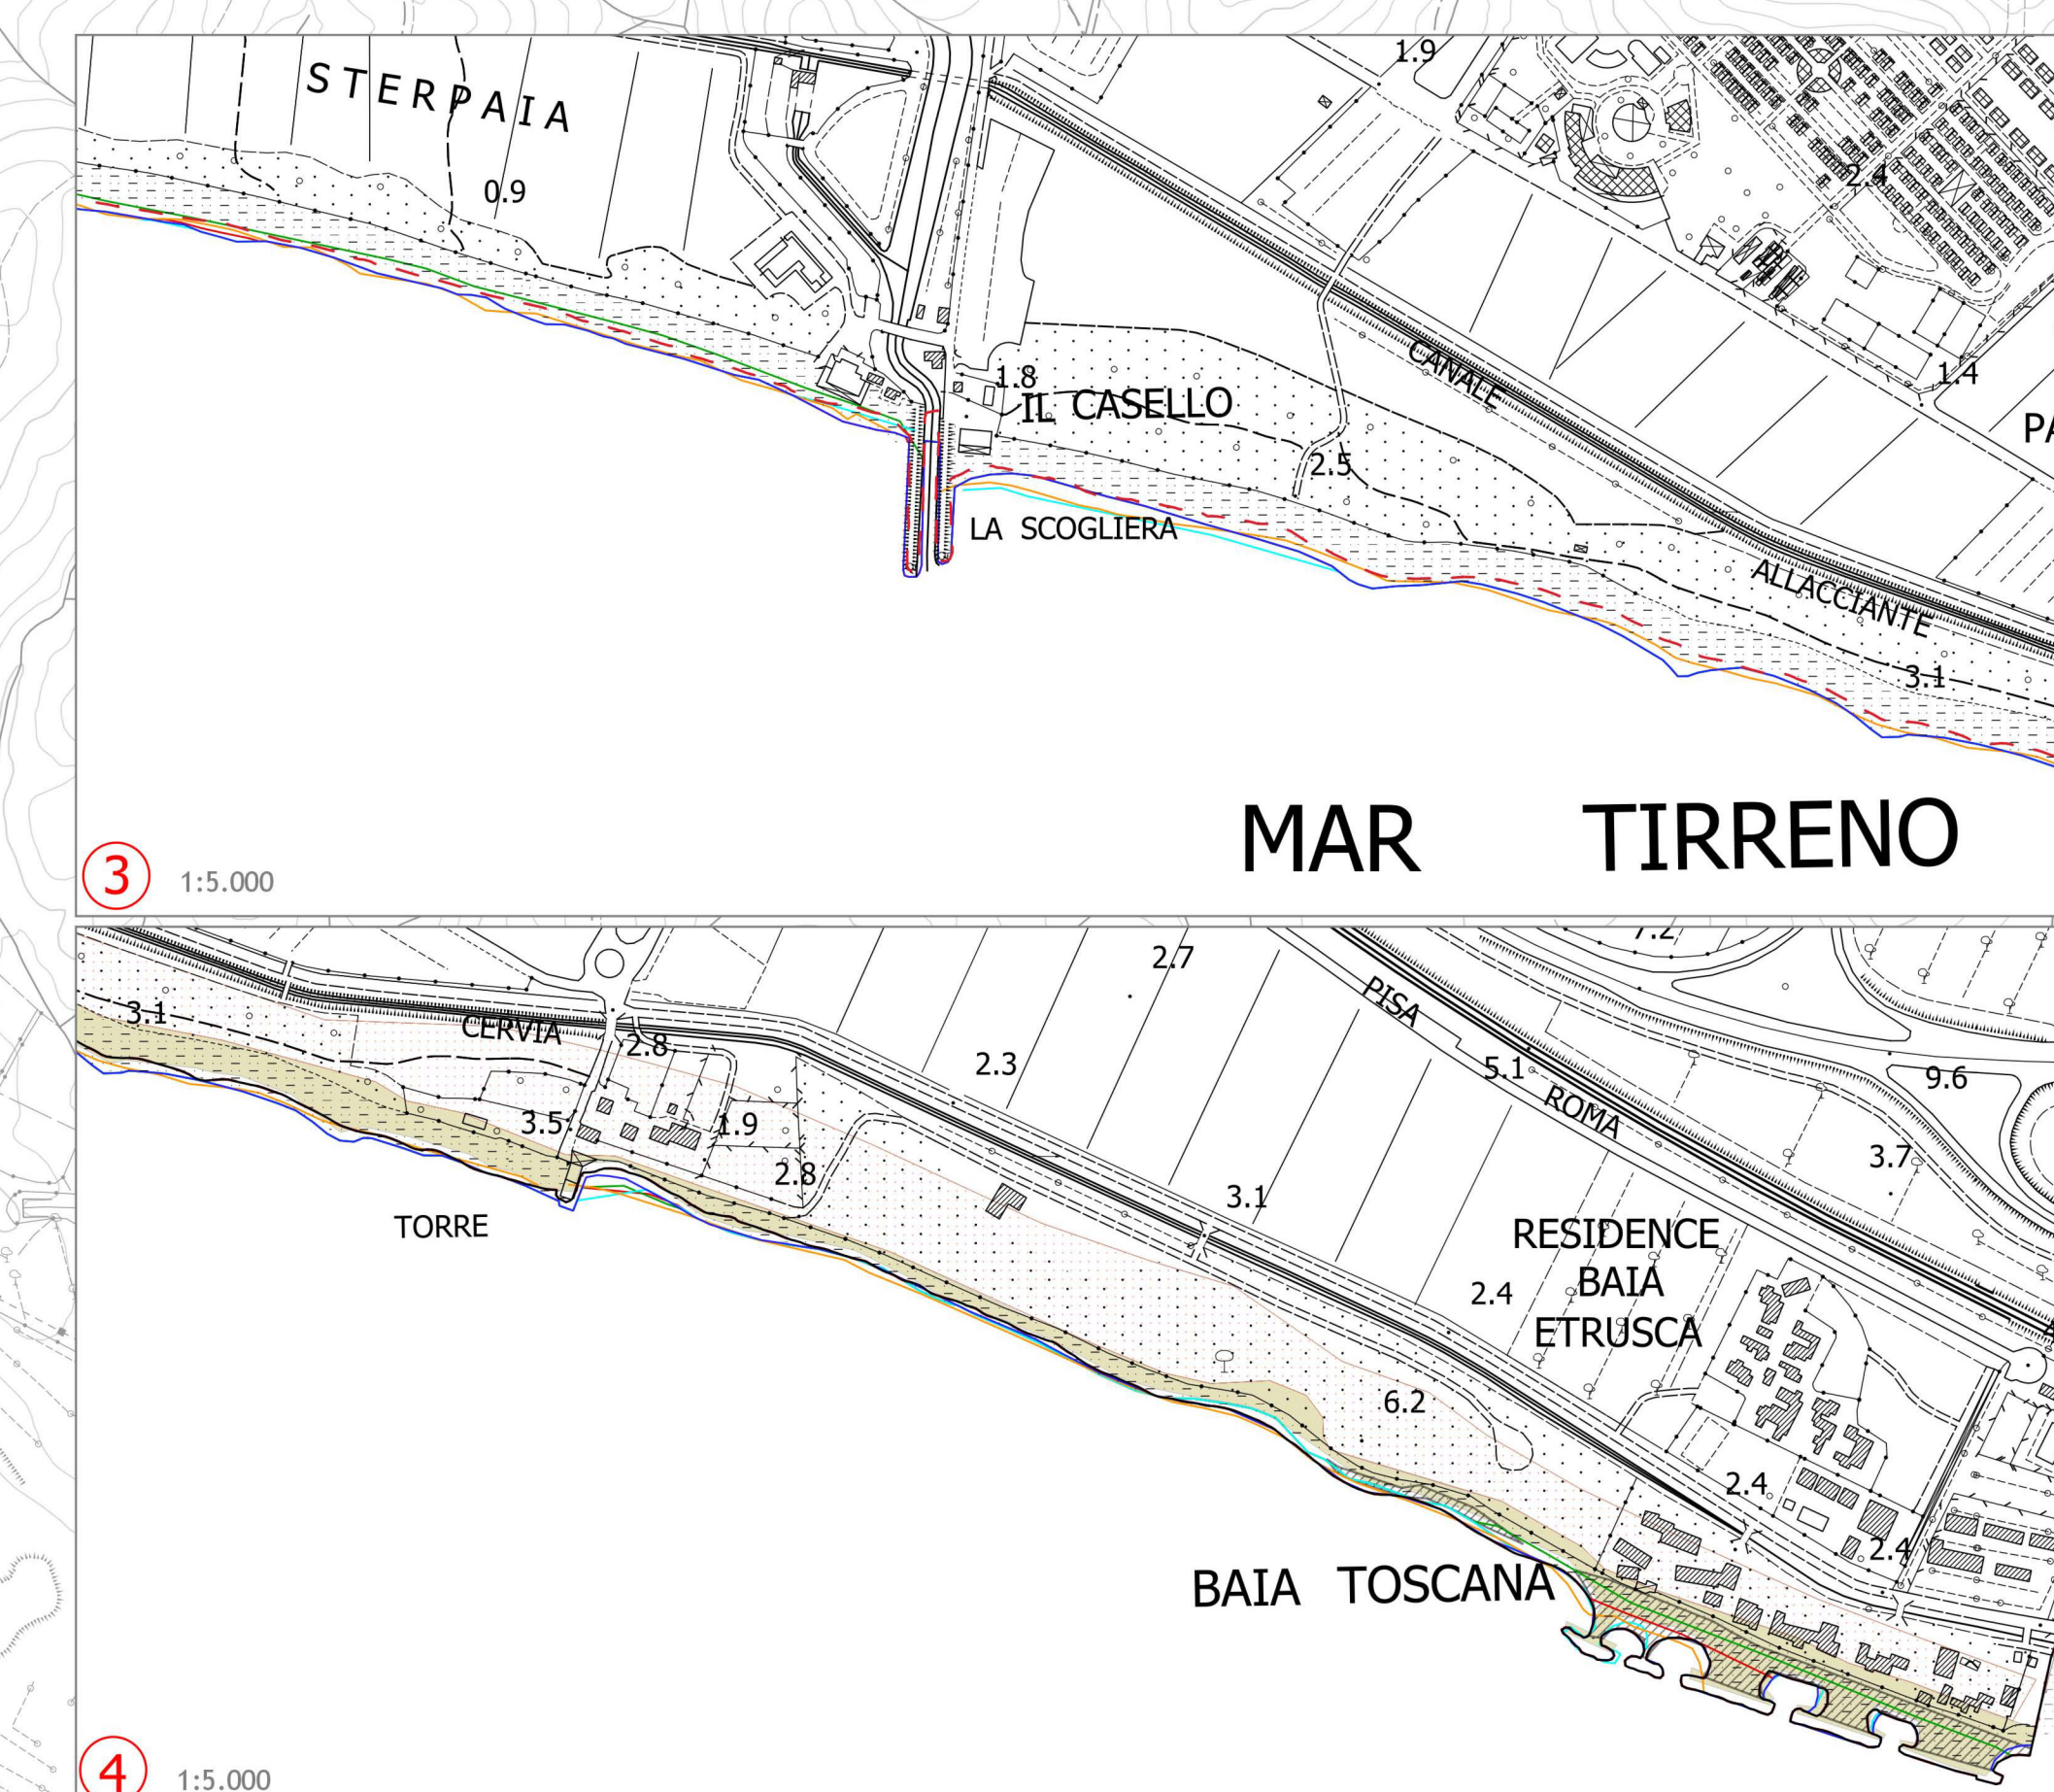 1.9
STERPAIA
2.4
0.9
CANALE
1.4
1.8
IL CASELLO
PA
2.5
LA SCOGLIERA
ALLACCIANTE
3.1
MAR TIRRENO
3
1:5.000
7.2
2.7
PISA
3.1
CERVIA
2.8
2.3
5.1
9.6
ROMA
3.5
1.9
3.7
2.8
3.1
TORRE
RESIDENCE
BAIA
ETRUSCA
2.4
6.2
2.4
2.4
BAIA TOSCANA
4
1:5.000